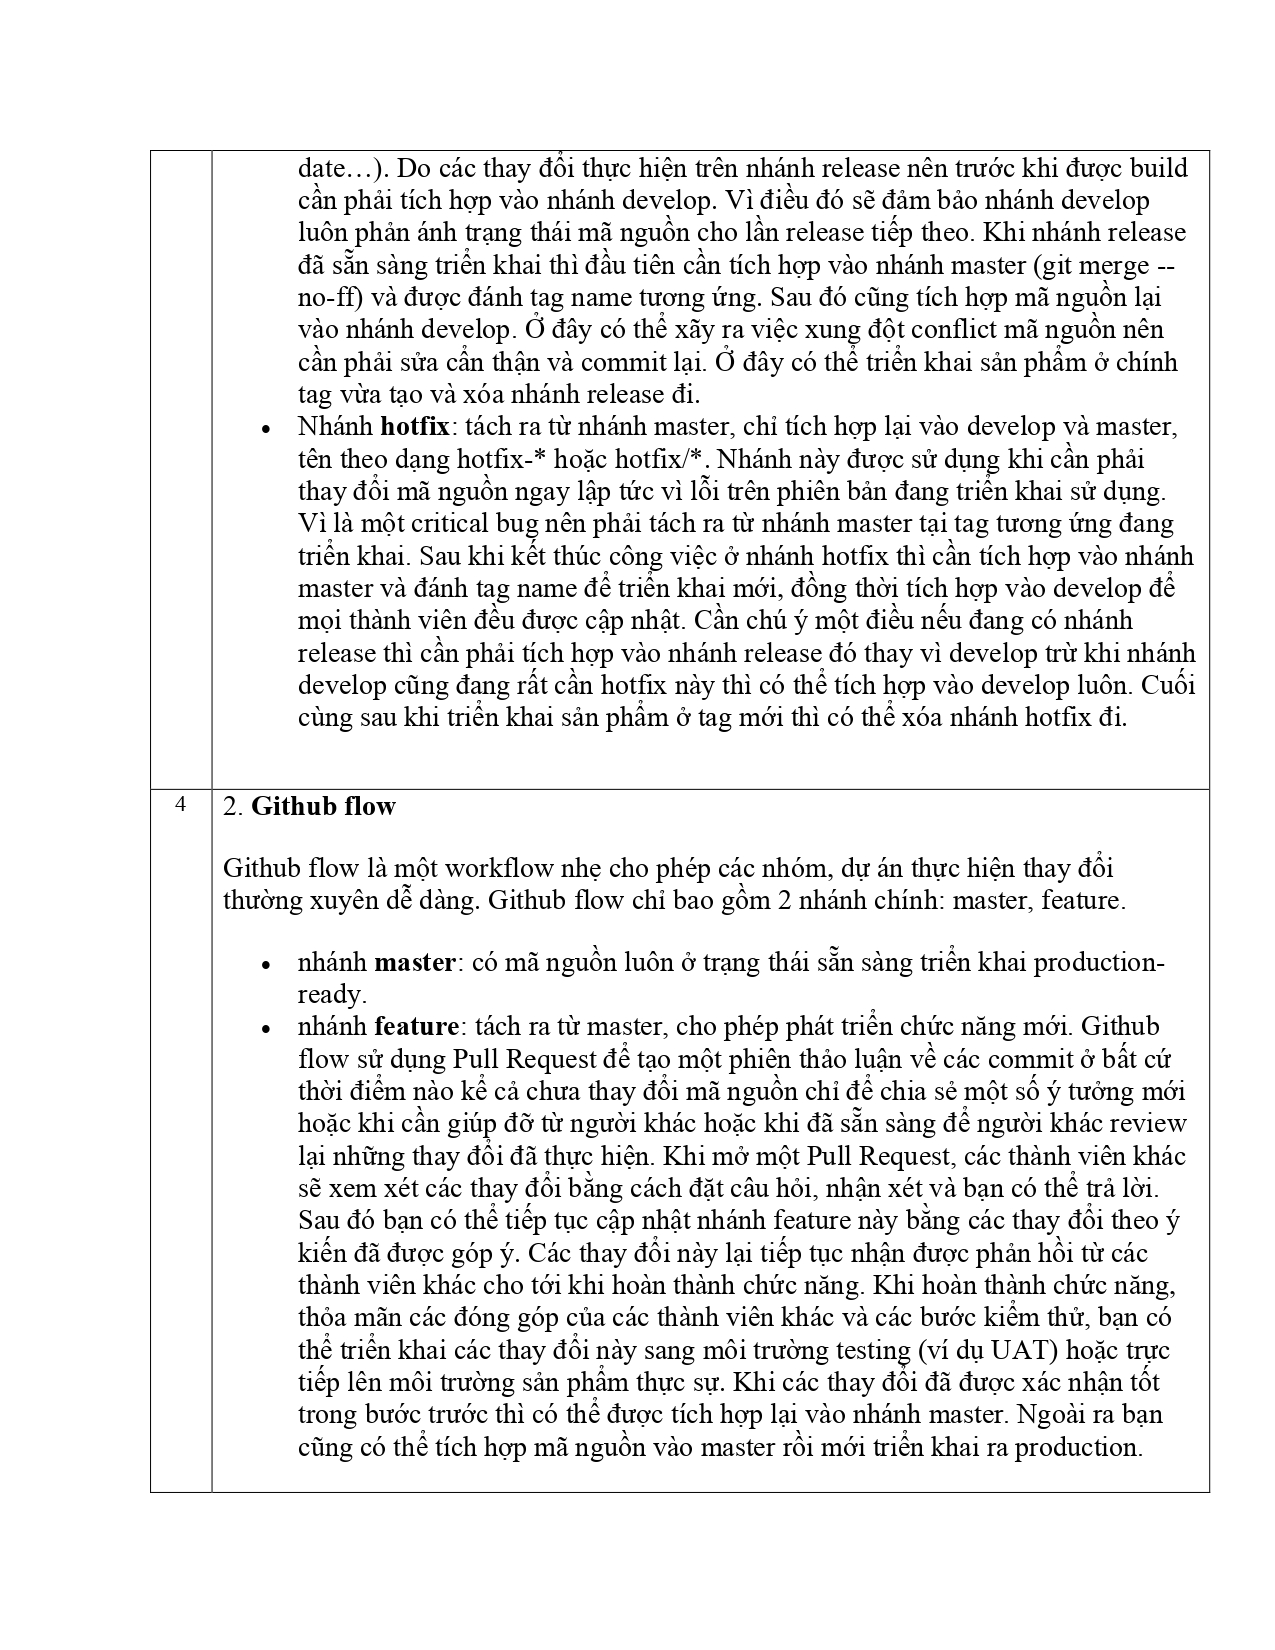 date…). Do các thay đổi thực hiện trên nhánh release nên trước khi được build
cần phải tích hợp vào nhánh develop. Vì điều đó sẽ đảm bảo nhánh develop
luôn phản ánh trạng thái mã nguồn cho lần release tiếp theo. Khi nhánh release
đã sẵn sàng triển khai thì đầu tiên cần tích hợp vào nhánh master (git merge --
no-ff) và được đánh tag name tương ứng. Sau đó cũng tích hợp mã nguồn lại
vào nhánh develop. Ở đây có thể xãy ra việc xung đột conflict mã nguồn nên
cần phải sửa cẩn thận và commit lại. Ở đây có thể triển khai sản phẩm ở chính
tag vừa tạo và xóa nhánh release đi.
• Nhánh hotfix: tách ra từ nhánh master, chỉ tích hợp lại vào develop và master,
tên theo dạng hotfix-* hoặc hotfix/*. Nhánh này được sử dụng khi cần phải
thay đổi mã nguồn ngay lập tức vì lỗi trên phiên bản đang triển khai sử dụng.
Vì là một critical bug nên phải tách ra từ nhánh master tại tag tương ứng đang
triển khai. Sau khi kết thúc công việc ở nhánh hotfix thì cần tích hợp vào nhánh
master và đánh tag name để triển khai mới, đồng thời tích hợp vào develop để
mọi thành viên đều được cập nhật. Cần chú ý một điều nếu đang có nhánh
release thì cần phải tích hợp vào nhánh release đó thay vì develop trừ khi nhánh
develop cũng đang rất cần hotfix này thì có thể tích hợp vào develop luôn. Cuối
cùng sau khi triển khai sản phẩm ở tag mới thì có thể xóa nhánh hotfix đi.
4 2. Github flow
Github flow là một workflow nhẹ cho phép các nhóm, dự án thực hiện thay đổi
thường xuyên dễ dàng. Github flow chỉ bao gồm 2 nhánh chính: master, feature.
• nhánh master: có mã nguồn luôn ở trạng thái sẵn sàng triển khai production-
ready.
• nhánh feature: tách ra từ master, cho phép phát triển chức năng mới. Github
flow sử dụng Pull Request để tạo một phiên thảo luận về các commit ở bất cứ
thời điểm nào kể cả chưa thay đổi mã nguồn chỉ để chia sẻ một số ý tưởng mới
hoặc khi cần giúp đỡ từ người khác hoặc khi đã sẵn sàng để người khác review
lại những thay đổi đã thực hiện. Khi mở một Pull Request, các thành viên khác
sẽ xem xét các thay đổi bằng cách đặt câu hỏi, nhận xét và bạn có thể trả lời.
Sau đó bạn có thể tiếp tục cập nhật nhánh feature này bằng các thay đổi theo ý
kiến đã được góp ý. Các thay đổi này lại tiếp tục nhận được phản hồi từ các
thành viên khác cho tới khi hoàn thành chức năng. Khi hoàn thành chức năng,
thỏa mãn các đóng góp của các thành viên khác và các bước kiểm thử, bạn có
thể triển khai các thay đổi này sang môi trường testing (ví dụ UAT) hoặc trực
tiếp lên môi trường sản phẩm thực sự. Khi các thay đổi đã được xác nhận tốt
trong bước trước thì có thể được tích hợp lại vào nhánh master. Ngoài ra bạn
cũng có thể tích hợp mã nguồn vào master rồi mới triển khai ra production.